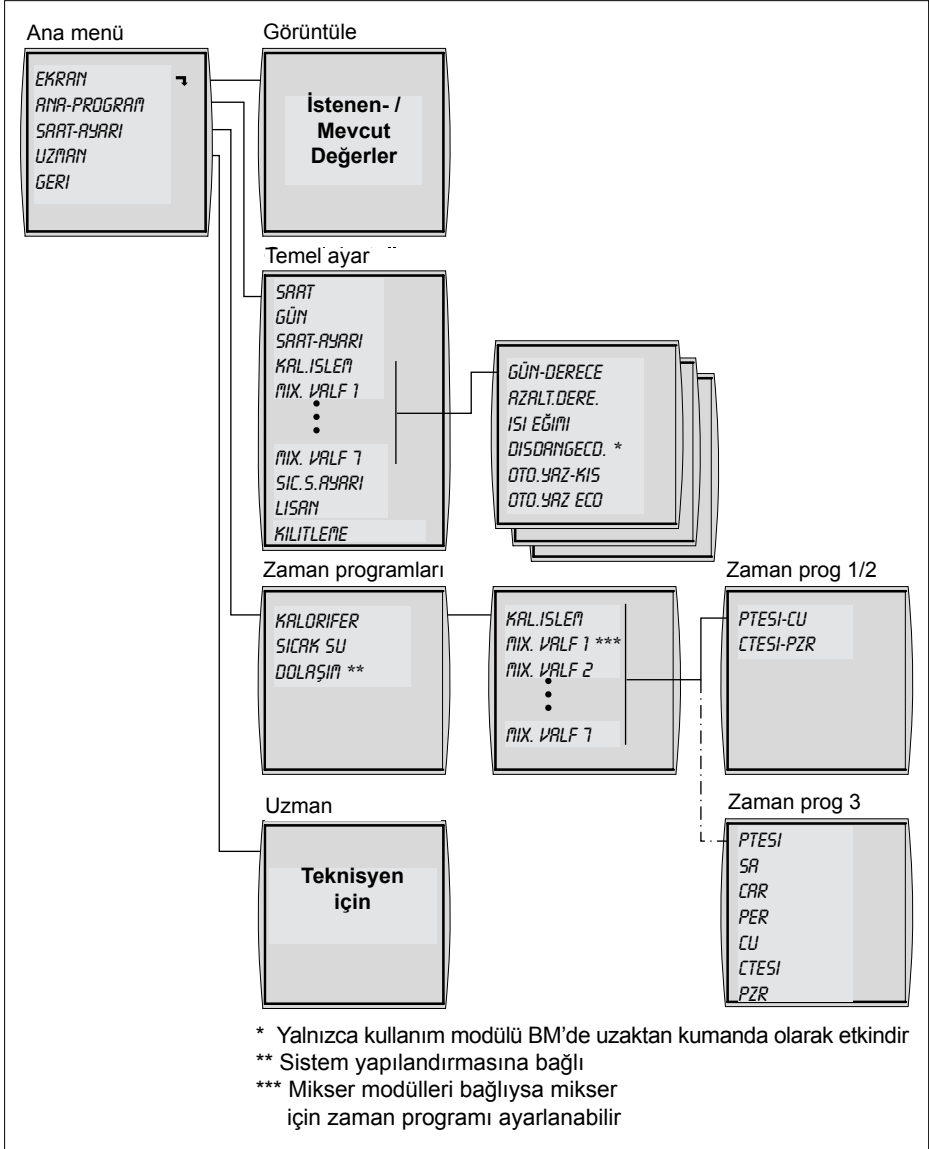 Ana menü
EKRAN
ANA-PROGRAM
SAAT-AYARI
UZMAN
GERI
Görüntüle
İstenen- /
Mevcut
Değerler
Temel ayar
SAAT
GÜN
SAAT-AYARI
KAL.ISLEM
MIX. VALF 1
MIX. VALF 7
SIC.S.AYARI
LISAN
KILITLEME
GÜN-DERECE
AZALT.DERE.
ISI EĞIMI
DISDANGECO. *
OTO.YAZ-KIS
OTO.YAZ ECO
Zaman programları
KALORIFER
SICAK SU
DOLAŞIM **
KAL.ISLEM
MIX. VALF 1 ***
MIX. VALF 2
MIX. VALF 7
Zaman prog 1/2
PTESI-CU
CTESI-PZR
Uzman
Teknisyen
için
Zaman prog 3
PTESI
SA
CAR
PER
CU
CTESI
PZR
* Yalnızca kullanım modülü BM’de uzaktan kumanda olarak etkindir
** Sistem yapılandırmasına bağlı
*** Mikser modülleri bağlıysa mikser
için zaman programı ayarlanabilir